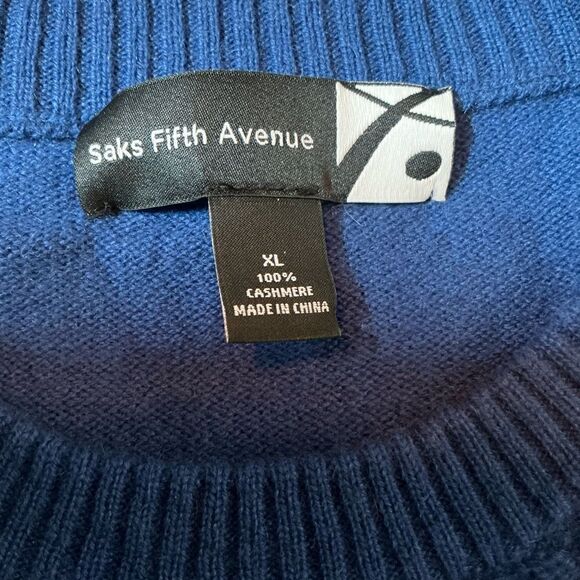 Saks Fifth Avenue
XL
100%
CASHMERE
MADE IN CHINA